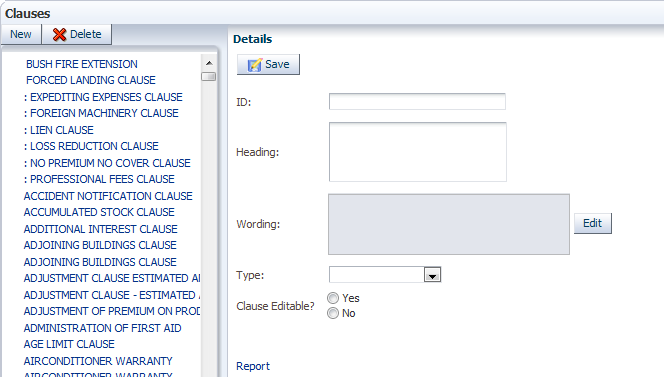 Clauses
New
Delete
BUSH FIRE EXTENSION
FORCED LANDING CLAUSE
: EXPEDITING EXPENSES CLAUSE
: FOREIGN MACHINERY CLAUSE
: LIEN CLAUSE
: LOSS REDUCTION CLAUSE
: NO PREMIUM NO COVER CLAUSE
: PROFESSIONAL FEES CLAUSE
ACCIDENT NOTIFICATION CLAUSE
ACCUMULATED STOCK CLAUSE
ADDITIONAL INTEREST CLAUSE
ADJOINING BUILDINGS CLAUSE
ADJOINING BUILDINGS CLAUSE
ADJUSTMENT CLAUSE ESTIMATED
ADJUSTMENT CLAUSE - ESTIMATED
ADJUSTMENT OF PREMIUM ON
ADMINISTRATION OF FIRST AID
AGE LIMIT CLAUSE
AIRCONDITIONER WARRANTY
AIRCONDITIONER WARRANTY
Details
Save
ID:
Heading:
Wording:
Edit
Type:
Clause Editable?
Yes
No
Report